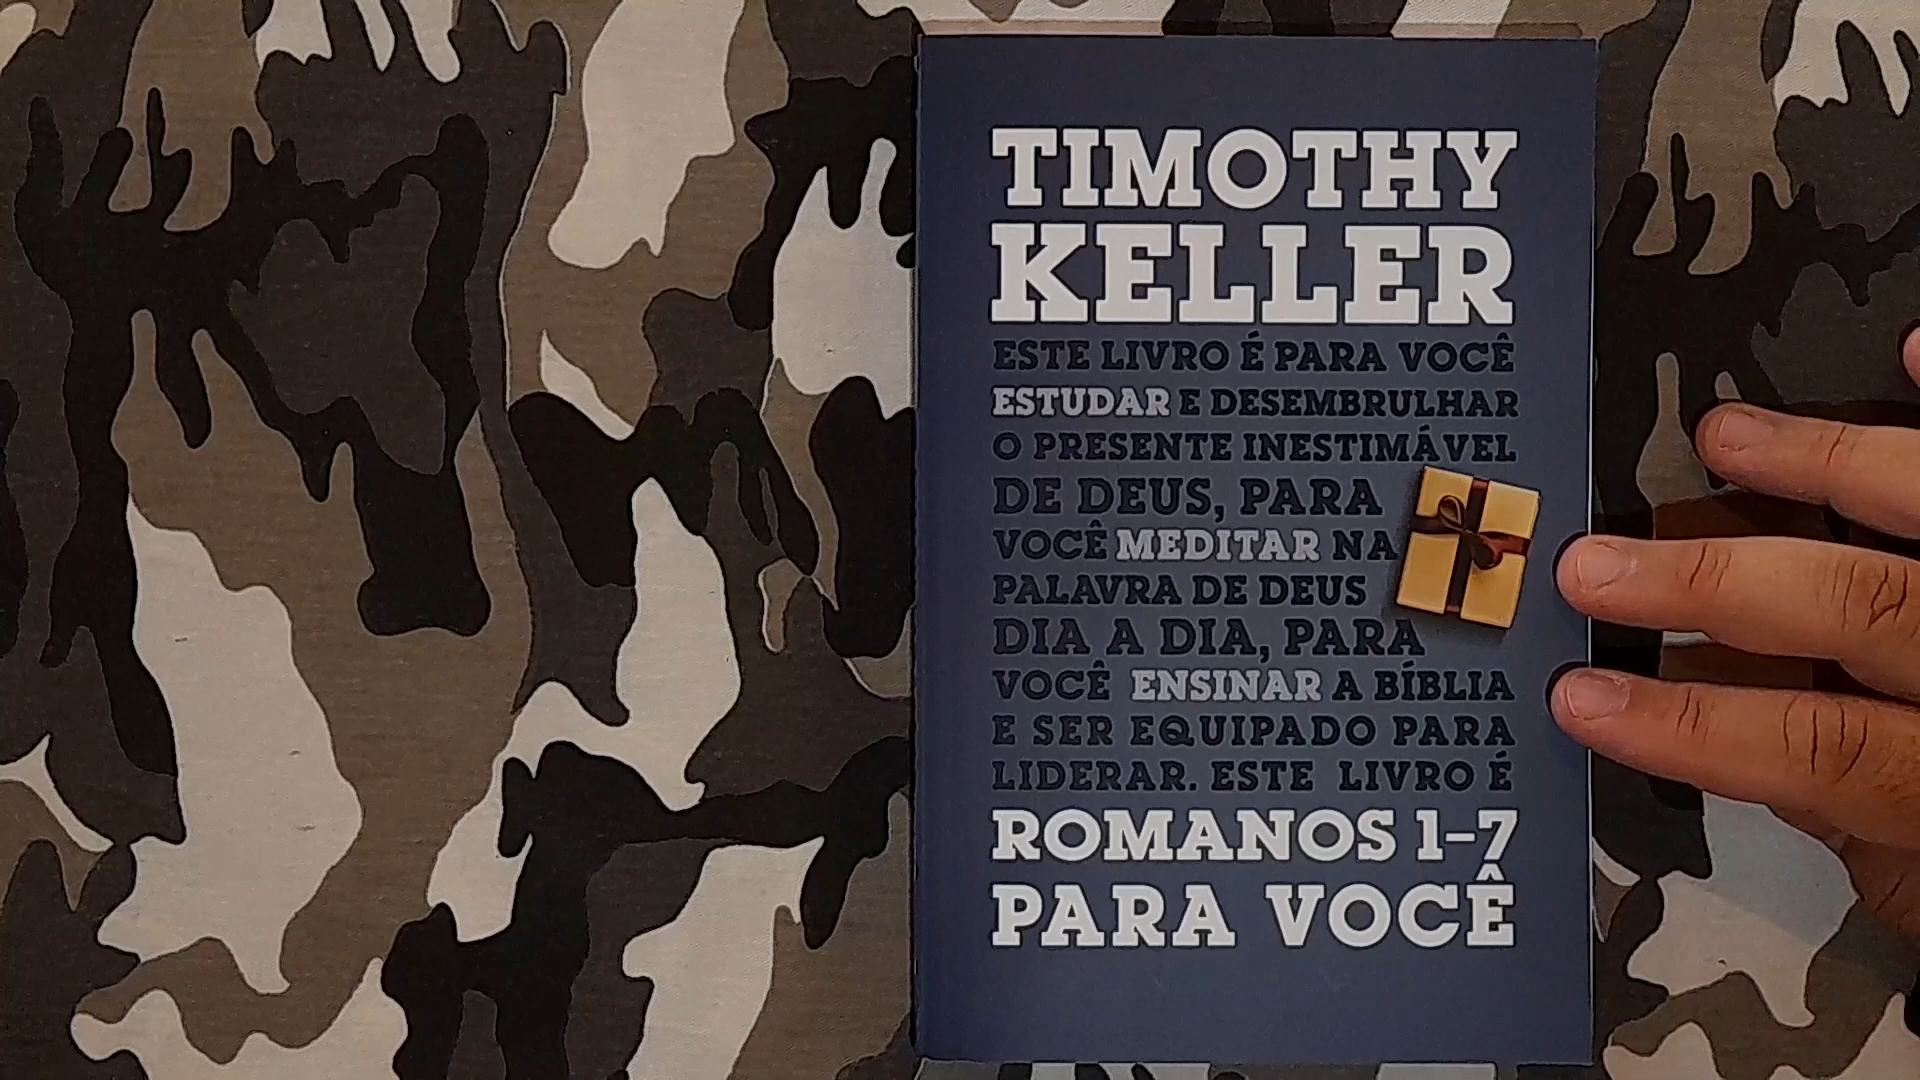 TIMOTHY
KELLER
ESTE LIVRO É PARA VOCÊ
ESTUDAR E DESEMBRULHAR
O PRESENTE INESTIMÁVEL
DE DEUS, PARA
VOCÊ MEDITAR NA
PALAVRA DE DEUS
DIA A DIA, PARA
VOCÊ ENSINAR A BÍBLIA
E SER EQUIPADO PARA
LIDERAR. ESTE LIVRO É
ROMANOS 1-7
PARA VOCÊ